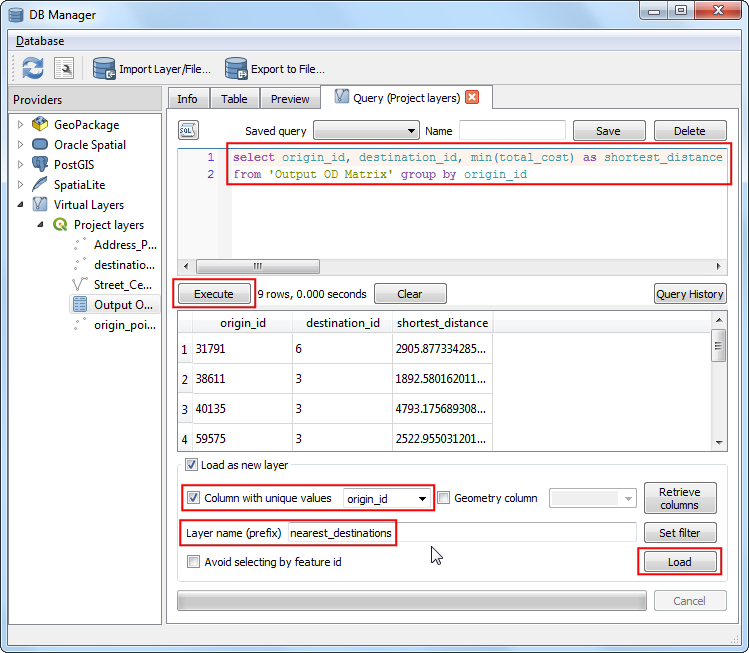 DB Manager
Database
Import Layer/File... Export to File...
Providers
GeoPackage
Oracle Spatial
PostGIS
SpatiaLite
Virtual Layers
Project layers
Address_P...
destinatio...
Street_Ce...
Output O...
origin_poi...
Info Table Preview Query (Project layers)
SQL Saved query Name Save Delete
1 select origin_id, destination_id, min(total_cost) as shortest_distance
2 from 'Output OD Matrix' group by origin_id
Execute 9 rows, 0.000 seconds Clear Query History
origin_id destination_id shortest_distance
1 31791 6 2905.877334285...
2 38611 3 1892.580162011...
3 40135 3 4793.175689308...
4 59575 3 2522.955031201...
Load as new layer
Column with unique values origin_id Geometry column Retrieve columns
Layer name (prefix) nearest_destinations Set filter
Avoid selecting by feature id Load
Cancel